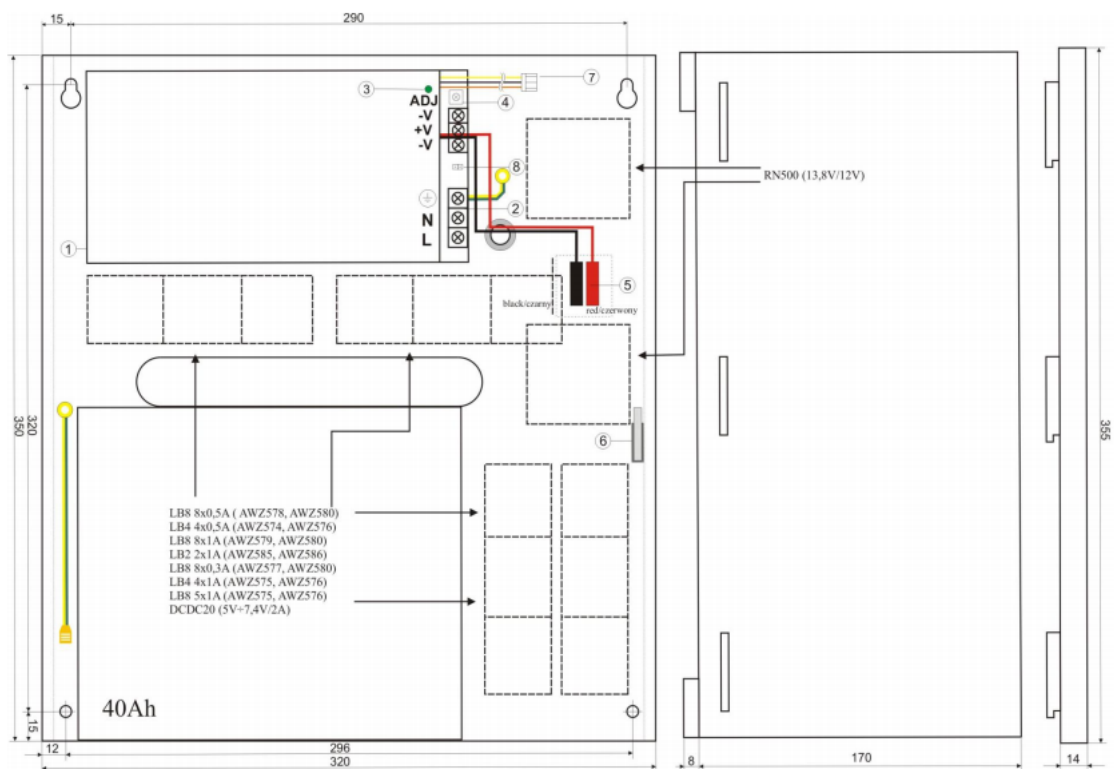 15
290
3
7
ADJ
4
-V
+V
-V
8
RN500 (13,8V/12V)
2
N
L
1
5
black/czarny
red/czerwony
350
320
355
6
LB8 8x0,5A ( AWZ578, AWZ580)
LB4 4x0,5A (AWZ574, AWZ576)
LB8 8x1A (AWZ579, AWZ580)
LB2 2x1A (AWZ585, AWZ586)
LB8 8x0,3A (AWZ577, AWZ580)
LB4 4x1A (AWZ575, AWZ576)
LB8 5x1A (AWZ575, AWZ576)
DCDC20 (5V÷7,4V/2A)
40Ah
15
12
296
320
8
170
14